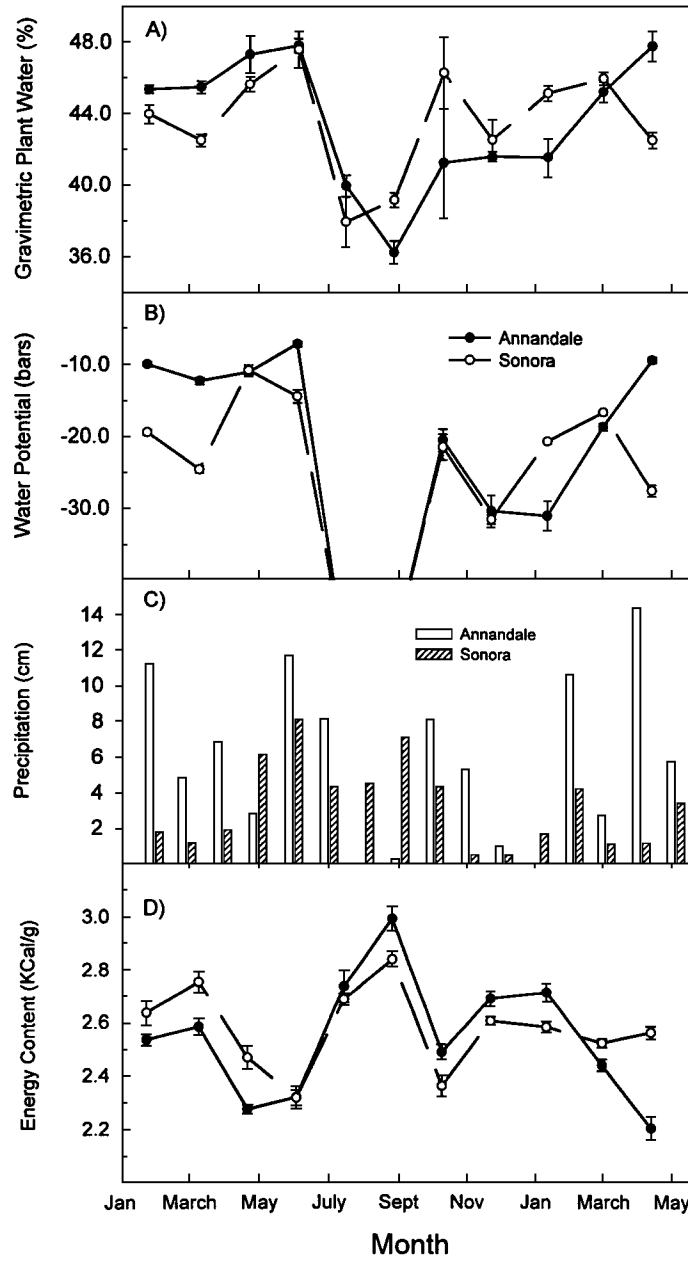 A)
Gravimetric Plant Water (%)
48.0
44.0
40.0
36.0
B)
Water Potential (bars)
-10.0
-20.0
-30.0
Annandale
Sonora
C)
Precipitation (cm)
14
12
10
8
6
4
2
Annandale
Sonora
D)
Energy Content (KCal/g)
3.0
2.8
2.6
2.4
2.2
Jan March May July Sept Nov Jan March May
Month